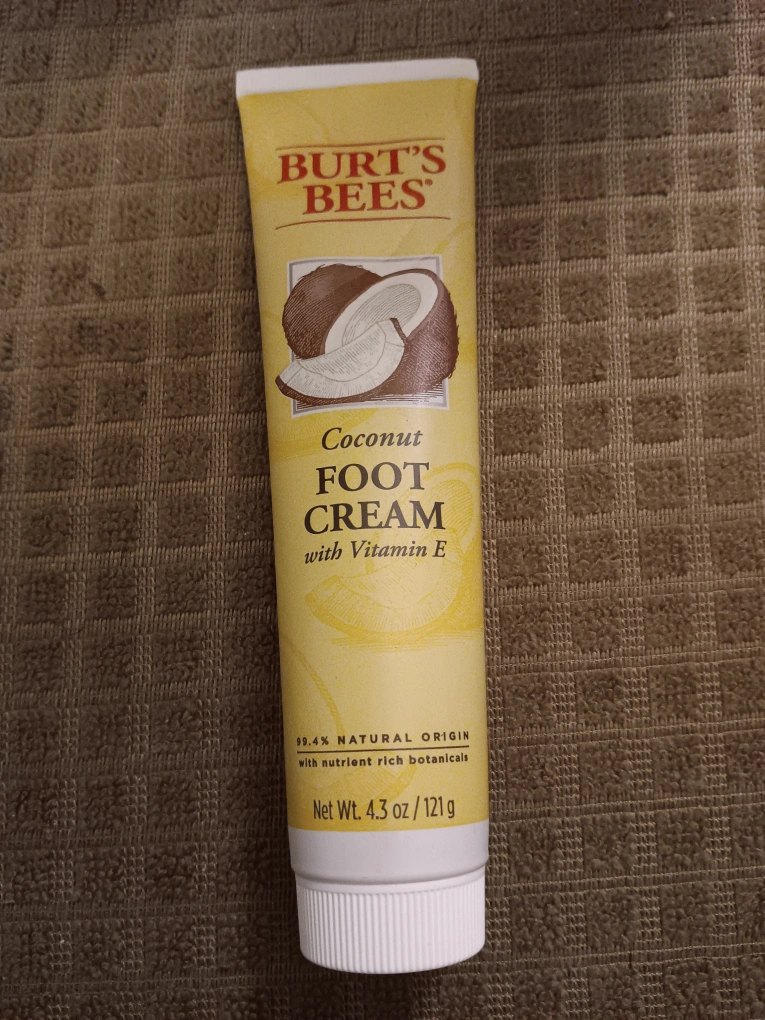 BURT'S
BEES®
Coconut
FOOT
CREAM
with Vitamin E
99.4% NATURAL ORIGIN
with nutrient rich botanicals
Net Wt. 4.3 oz / 121 g